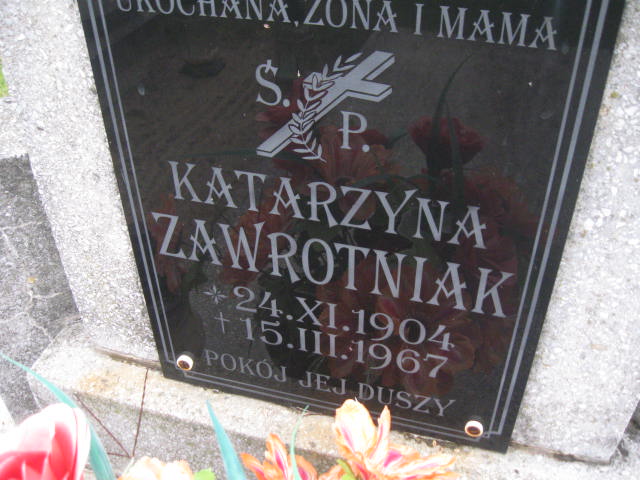 UKOCHANA, ŻONA I MAMA
Ś. P.
KATARZYNA
ZAWROTNIAK
* 24.XI.1904
+ 15.III.1967
POKÓJ JEJ DUSZY